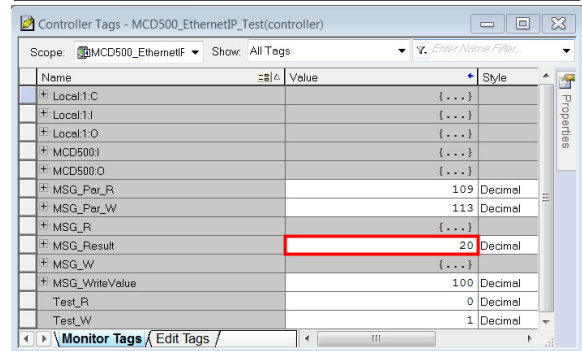 Controller Tags - MCD500_EthernetIP_Test(controller)
Scope: MCD500_EthernetIF Show: All Tags Enter Name Filter...
Name Value Style
+ Local:1:C {...}
+ Local:1:I {...}
+ Local:1:O {...}
+ MCD500:I {...}
+ MCD500:O {...}
+ MSG_Par_R 109 Decimal
+ MSG_Par_W 113 Decimal
+ MSG_R {...}
+ MSG_Result 20 Decimal
+ MSG_W {...}
+ MSG_WriteValue 100 Decimal
Test_R 0 Decimal
Test_W 1 Decimal
Monitor Tags Edit Tags
Properties